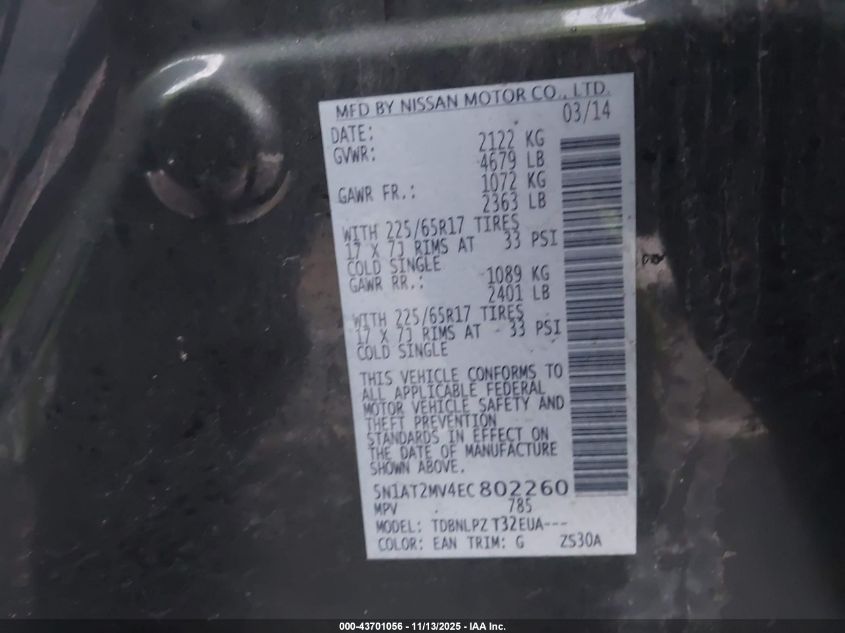 MFD BY NISSAN MOTOR CO., LTD.
DATE: 03/14
GVWR: 2122 KG
4679 LB
GAWR FR.: 1072 KG
2363 LB
WITH 225/65R17 TIRES
17 X 7J RIMS AT 33 PSI
COLD SINGLE
GAWR RR.: 1089 KG
2401 LB
WITH 225/65R17 TIRES
17 X 7J RIMS AT 33 PSI
COLD SINGLE
THIS VEHICLE CONFORMS TO
ALL APPLICABLE FEDERAL
MOTOR VEHICLE SAFETY AND
THEFT PREVENTION
STANDARDS IN EFFECT ON
THE DATE OF MANUFACTURE
SHOWN ABOVE.
5N1AT2MV4EC802260
MPV 785
MODEL: TDBNLPZ T32EUA---
COLOR: EAN TRIM: G ZS30A
000-43701056 - 11/13/2025 - IAA Inc.